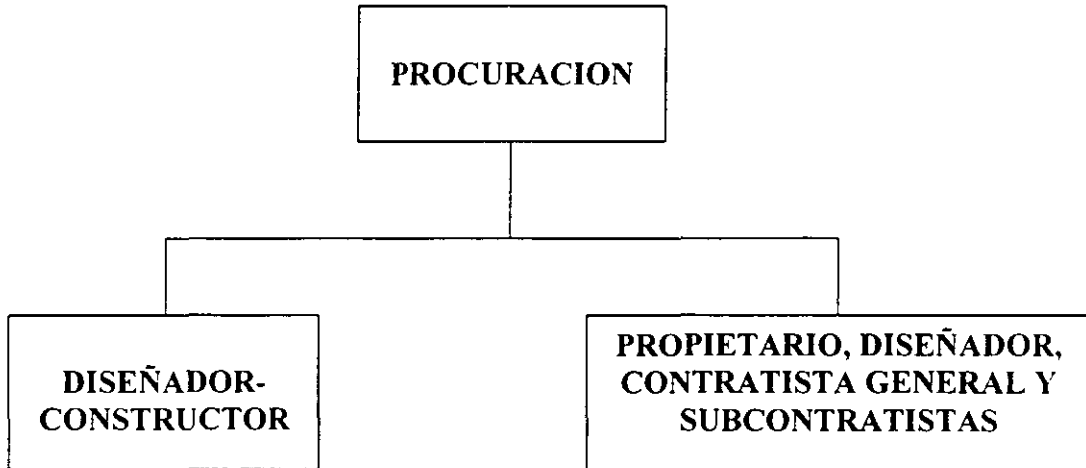 PROCURACION
DISEÑADOR-
CONSTRUCTOR
PROPIETARIO, DISEÑADOR,
CONTRATISTA GENERAL Y
SUBCONTRATISTAS